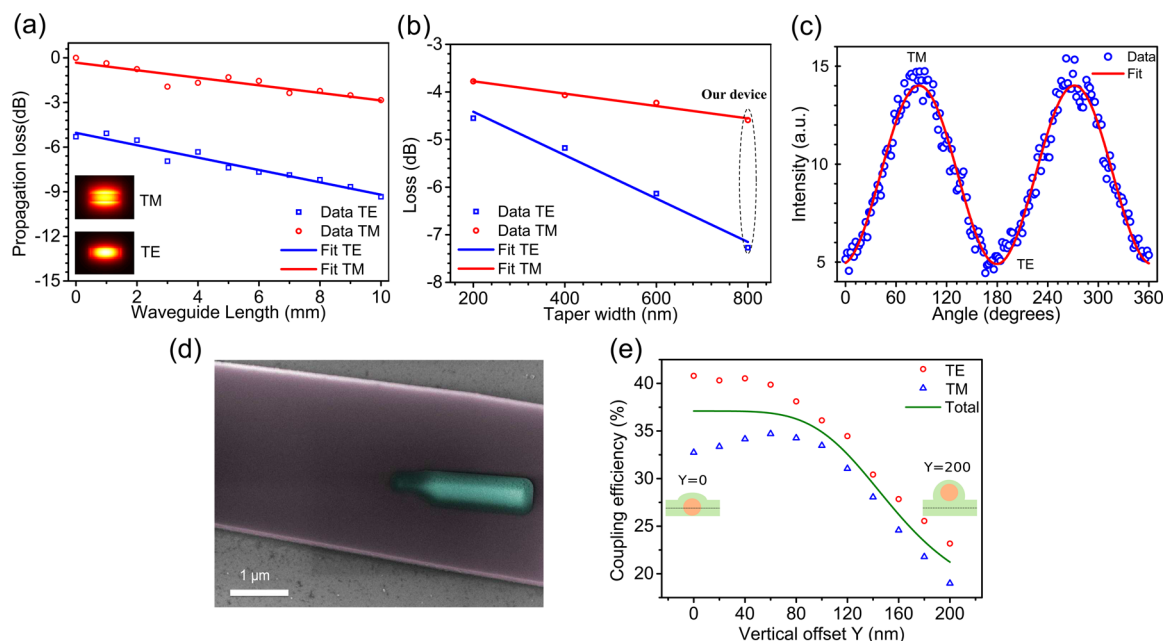 (a)
Propagation loss(dB)
0
-3
-6
-9
-12
-15
TM
TE
Data TE
Data TM
Fit TE
Fit TM
0 2 4 6 8 10
Waveguide Length (mm)
(b)
Loss (dB)
-3
-4
-5
-6
-7
-8
Our device
Data TE
Data TM
Fit TE
Fit TM
200 400 600 800
Taper width (nm)
(c)
Intensity (a.u.)
15
10
5
TM
Data
Fit
TE
0 60 120 180 240 300 360
Angle (degrees)
(d)
1 µm
(e)
Coupling efficiency (%)
40
35
30
25
20
TE
TM
Total
Y=0
Y=200
0 40 80 120 160 200
Vertical offset Y (nm)